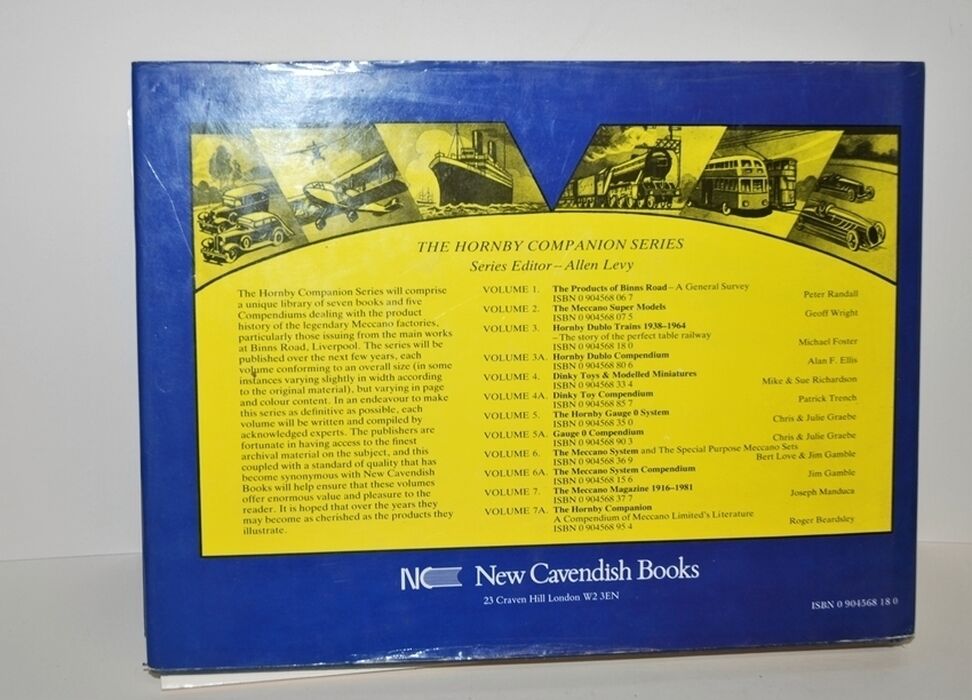 THE HORNBY COMPANION SERIES
Series Editor – Allen Levy
The Hornby Companion Series will comprise
a unique library of seven books and five
Compendiums dealing with the product
history of the legendary Meccano factories,
particularly those issuing from the main works
at Binns Road, Liverpool. The series will be
published over the next few years, each
volume conforming to an overall size (in some
instances varying slightly in width according
to the original material), but varying in page
and colour content. In an endeavour to make
this series as definitive as possible, each
volume will be written and compiled by
acknowledged experts. The publishers are
fortunate in having access to the finest
archival material on the subject, and this
coupled with a standard of quality that has
become synonymous with New Cavendish
Books will help ensure that these volumes
offer enormous value and pleasure to the
reader. It is hoped that over the years they
may become as cherished as the products they
illustrate.
VOLUME 1. The Products of Binns Road – A General Survey
ISBN 0 904568 06 7 Peter Randall
VOLUME 2. The Meccano Super Models
ISBN 0 904568 07 5 Geoff Wright
VOLUME 3. Hornby Dublo Trains 1938–1964
– The story of the perfect table railway
ISBN 0 904568 18 0 Michael Foster
VOLUME 3A. Hornby Dublo Compendium
ISBN 0 904568 80 6 Alan F. Ellis
VOLUME 4. Dinky Toys & Modelled Miniatures
ISBN 0 904568 33 4 Mike & Sue Richardson
VOLUME 4A. Dinky Toy Compendium
ISBN 0 904568 85 7 Patrick Trench
VOLUME 5. The Hornby Gauge 0 System
ISBN 0 904568 35 0 Chris & Julie Graebe
VOLUME 5A. Gauge 0 Compendium
ISBN 0 904568 90 3 Chris & Julie Graebe
VOLUME 6. The Meccano System and The Special Purpose Meccano Sets
ISBN 0 904568 36 9 Bert Love & Jim Gamble
VOLUME 6A. The Meccano System Compendium
ISBN 0 904568 15 6 Jim Gamble
VOLUME 7. The Meccano Magazine 1916–1981
ISBN 0 904568 37 7 Joseph Manduca
VOLUME 7A. The Hornby Companion
A Compendium of Meccano Limited's Literature
ISBN 0 904568 95 4 Roger Beardsley
NC New Cavendish Books
23 Craven Hill London W2 3EN
ISBN 0 904568 18 0